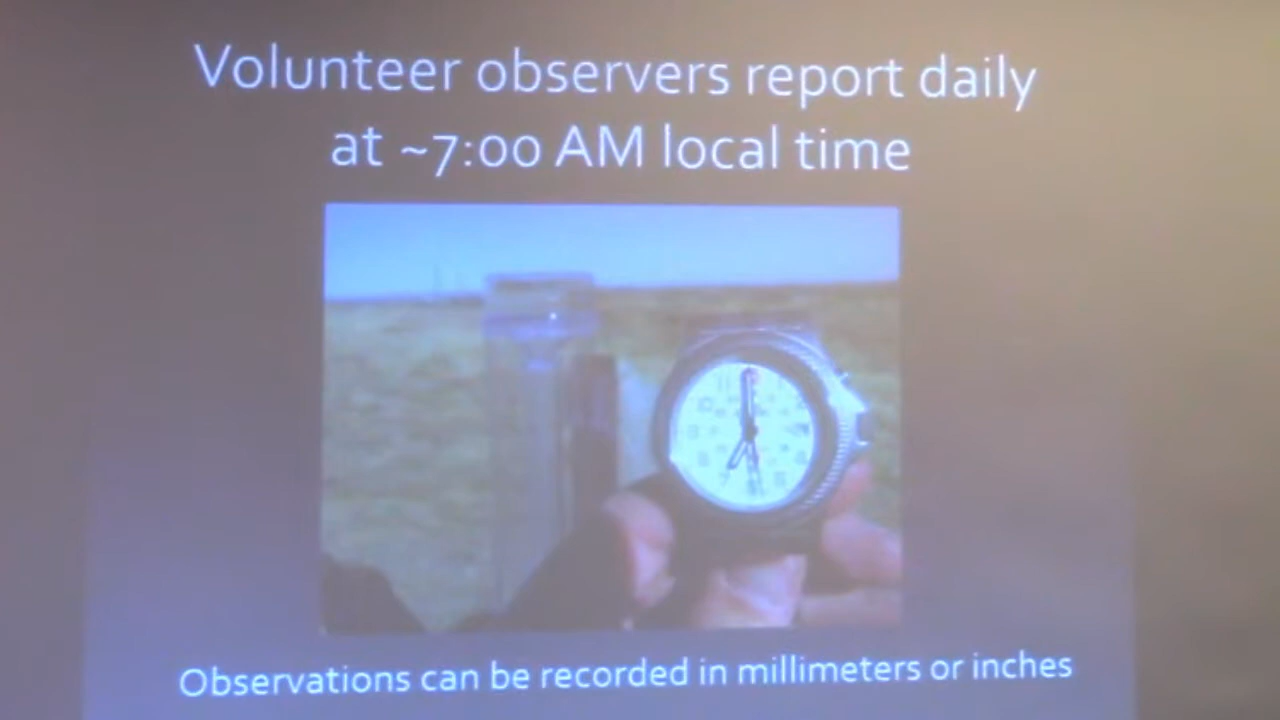 Volunteer observers report daily
at ~7:00 AM local time
Observations can be recorded in millimeters or inches